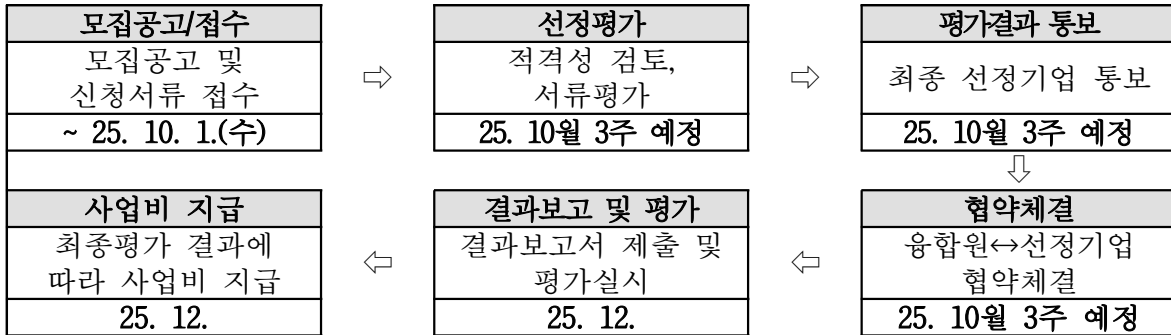 모집공고/접수
모집공고 및
신청서류 접수
~ 25. 10. 1.(수)
⇨
선정평가
적격성 검토,
서류평가
25. 10월 3주 예정
⇨
평가결과 통보
최종 선정기업 통보
25. 10월 3주 예정
⇩
협약체결
융합원↔선정기업
협약체결
25. 10월 3주 예정
⇦
결과보고 및 평가
결과보고서 제출 및
평가실시
25. 12.
⇦
사업비 지급
최종평가 결과에
따라 사업비 지급
25. 12.